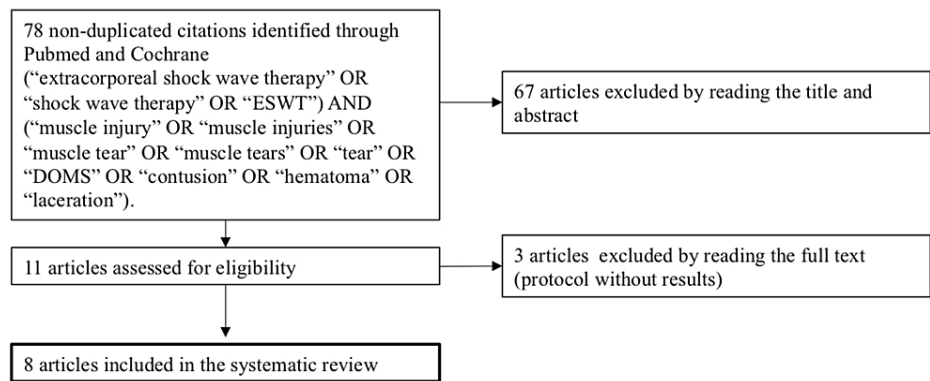 78 non-duplicated citations identified through
Pubmed and Cochrane
(“extracorporeal shock wave therapy” OR
“shock wave therapy” OR “ESWT”) AND
(“muscle injury” OR “muscle injuries” OR
“muscle tear” OR “muscle tears” OR “tear” OR
“DOMS” OR “contusion” OR “hematoma” OR
“laceration”).
67 articles excluded by reading the title and
abstract
11 articles assessed for eligibility
3 articles  excluded by reading the full text
(protocol without results)
8 articles included in the systematic review